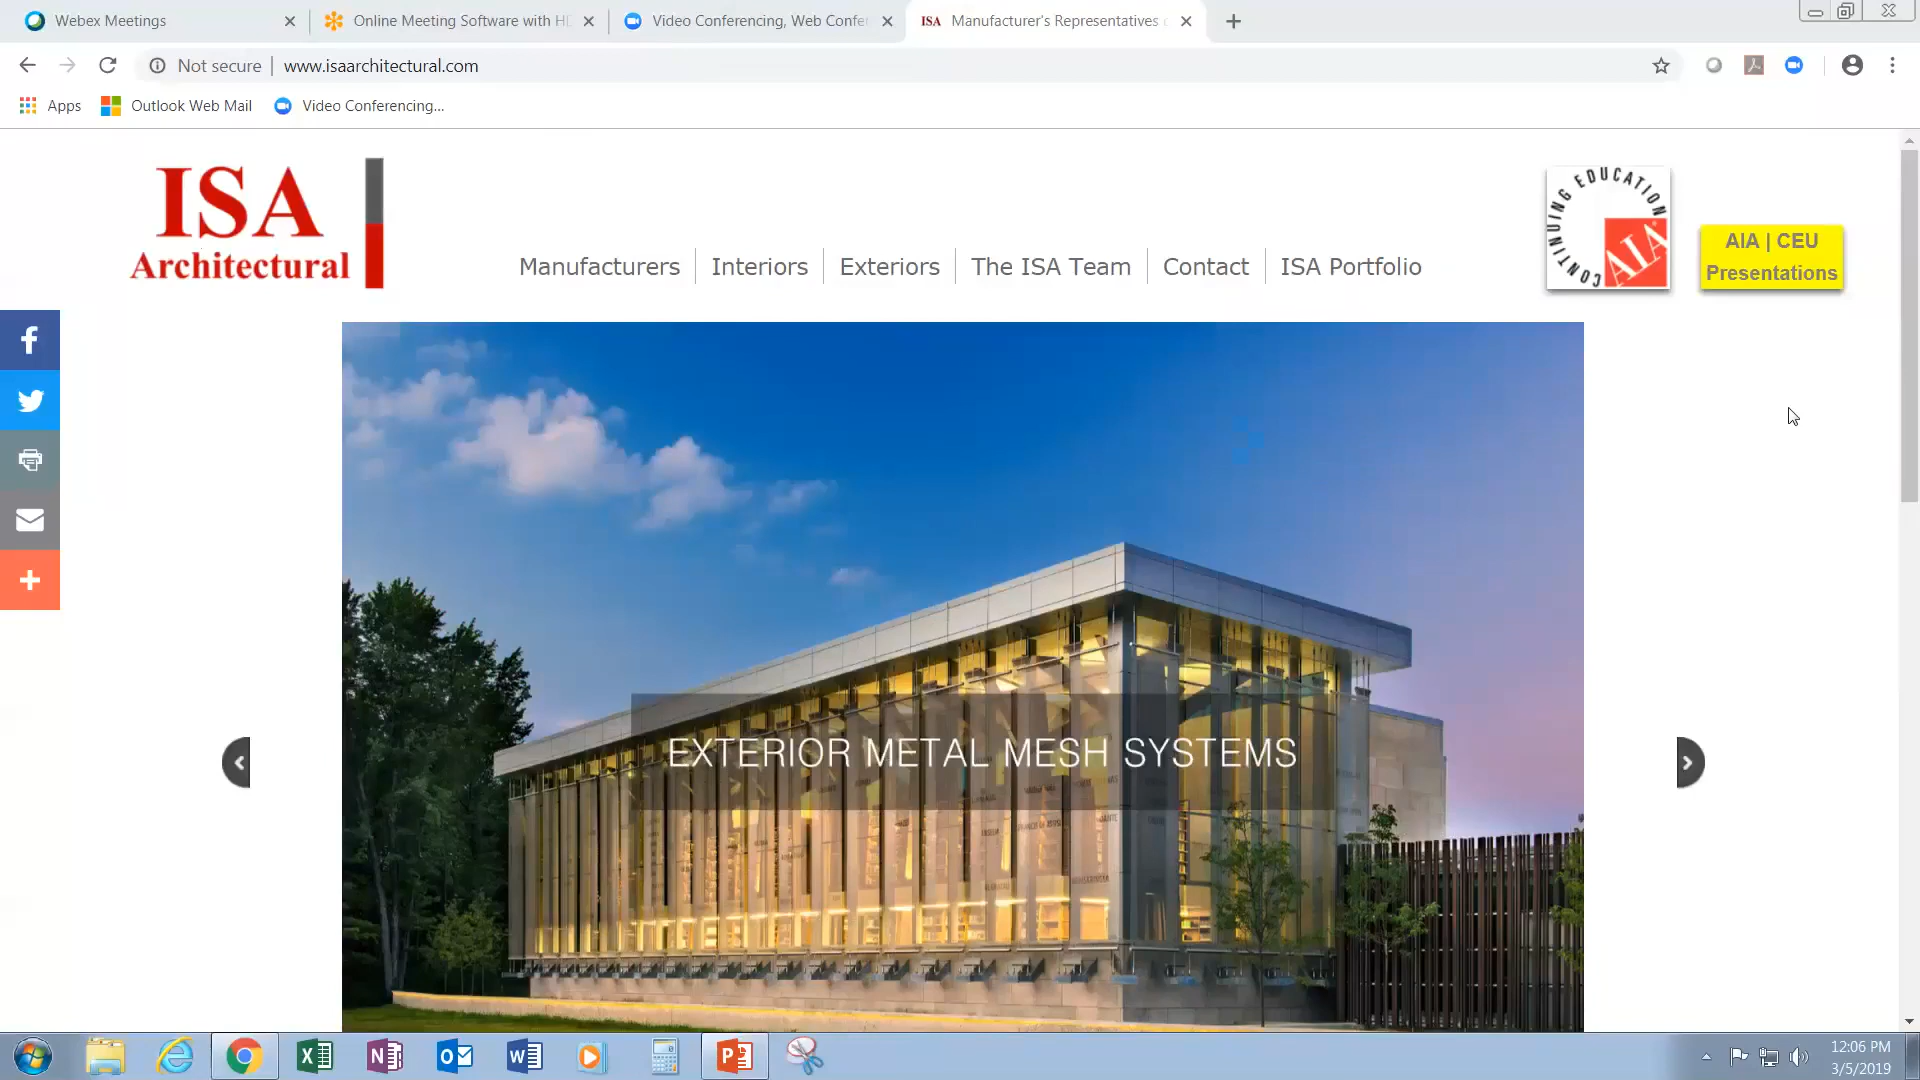 Webex Meetings
Online Meeting Software with HD
Video Conferencing, Web Confer
ISA Manufacturer's Representatives
Not secure
www.isaarchitectural.com
Apps
Outlook Web Mail
Video Conferencing...
ISA
Architectural
Manufacturers
Interiors
Exteriors
The ISA Team
Contact
ISA Portfolio
CONTINUING EDUCATION
AIA
AIA | CEU
Presentations
EXTERIOR METAL MESH SYSTEMS
12:06 PM
3/5/2019